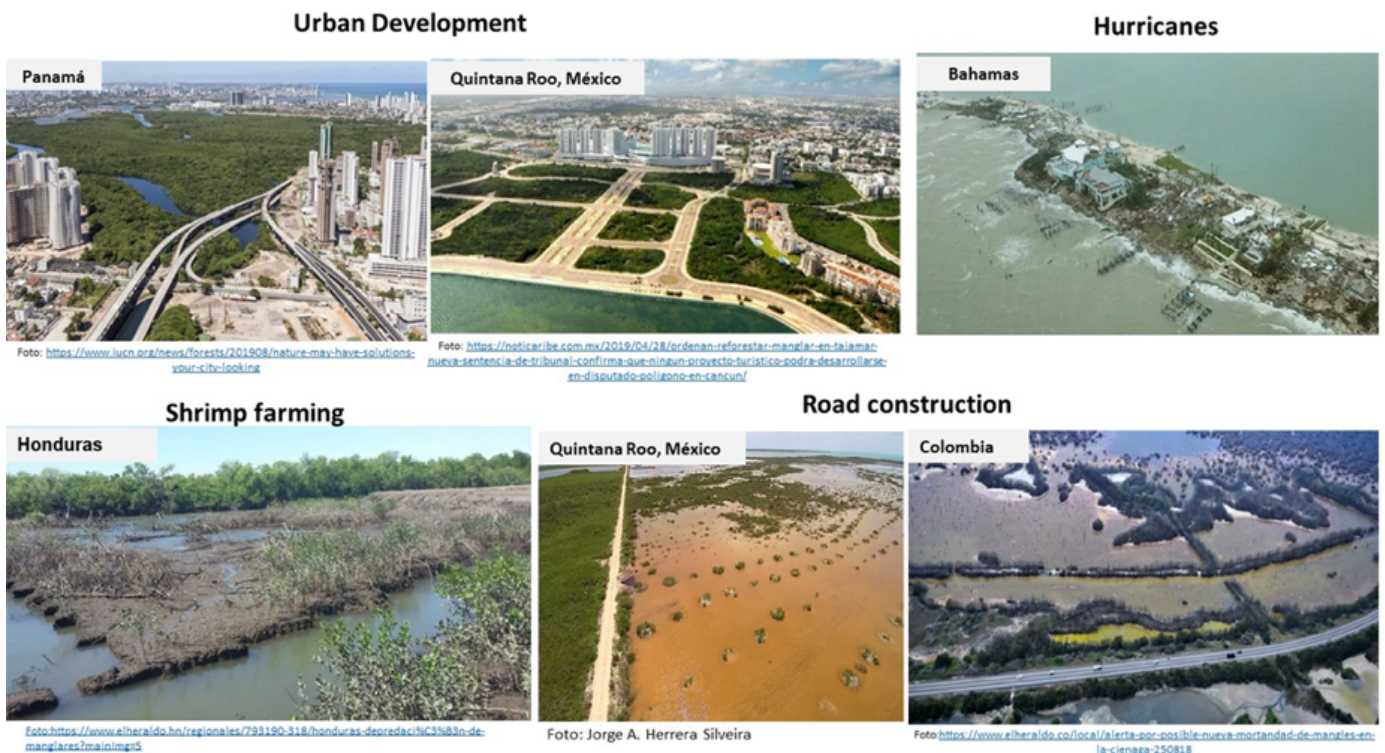 Urban Development
Hurricanes
Panamá
Quintana Roo, México
Bahamas
Foto: https://www.iucn.org/news/forests/201908/nature-may-have-solutions-
your-city-looking
Foto: https://noticaribe.com.mx/2019/04/28/ordenan-reforestar-manglar-en-tajamar-
nueva-sentencia-de-tribunal-confirma-que-ningun-proyecto-turistico-podra-desarrollarse-
en-disputado-poligono-en-cancun/
Shrimp farming
Road construction
Honduras
Quintana Roo, México
Colombia
Foto:https://www.elheraldo.hn/regionales/793190-318/honduras-depredaci%C3%B3n-de-
manglares?mainImg=5
Foto: Jorge A. Herrera Silveira
Foto:https://www.elheraldo.co/local/alerta-por-posible-nueva-mortandad-de-mangles-en-
la-cienaga-250818